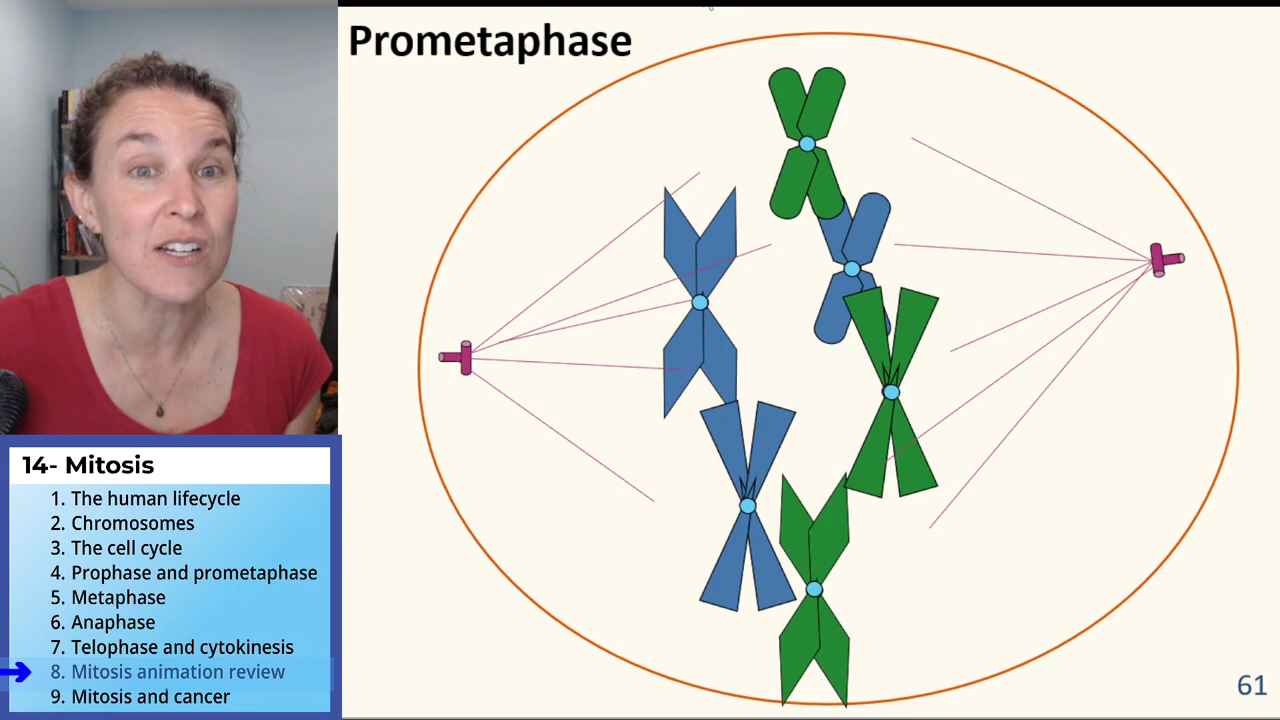 Prometaphase
14- Mitosis
1. The human lifecycle
2. Chromosomes
3. The cell cycle
4. Prophase and prometaphase
5. Metaphase
6. Anaphase
7. Telophase and cytokinesis
8. Mitosis animation review
9. Mitosis and cancer
61